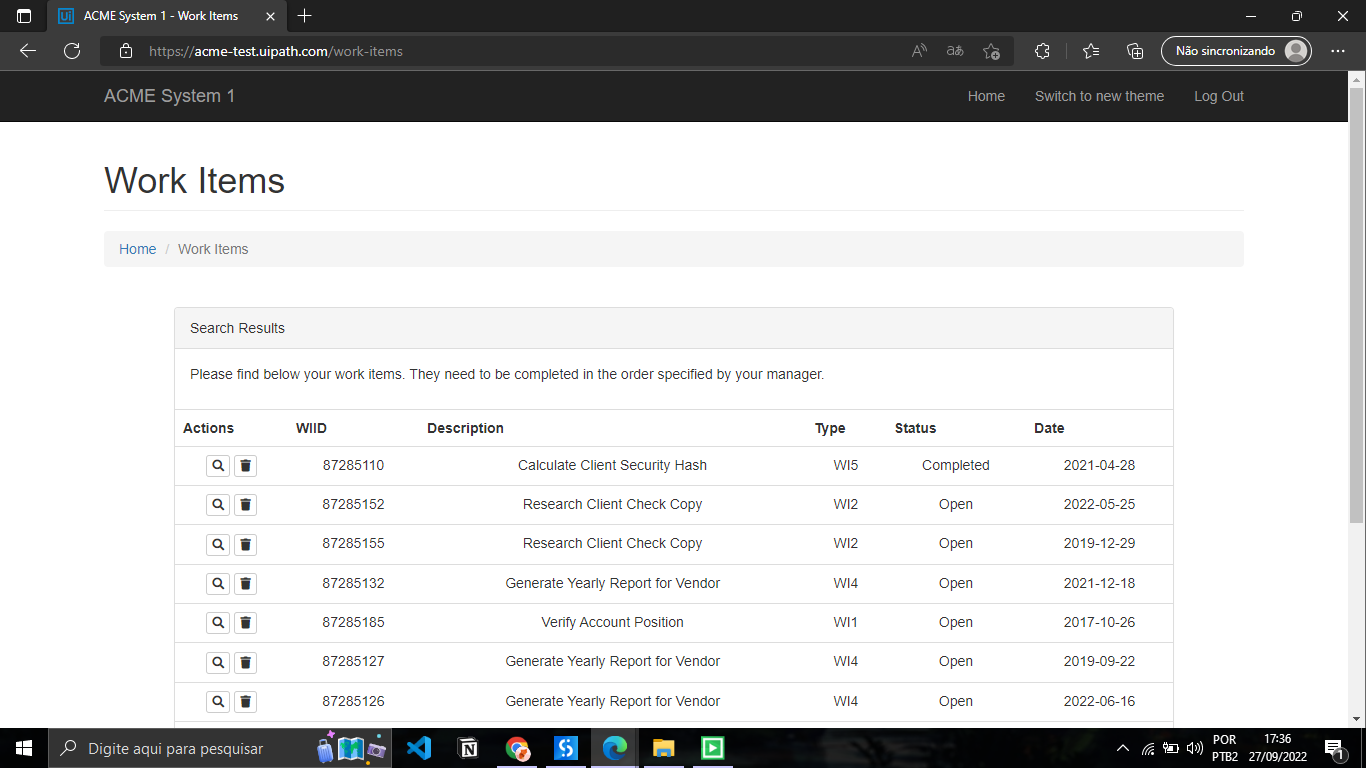 ACME System 1 - Work Items
https://acme-test.uipath.com/work-items
Não sincronizando
ACME System 1 Home Switch to new theme Log Out
Work Items
Home / Work Items
Search Results
Please find below your work items. They need to be completed in the order specified by your manager.
Actions WIID Description Type Status Date
87285110 Calculate Client Security Hash WI5 Completed 2021-04-28
87285152 Research Client Check Copy WI2 Open 2022-05-25
87285155 Research Client Check Copy WI2 Open 2019-12-29
87285132 Generate Yearly Report for Vendor WI4 Open 2021-12-18
87285185 Verify Account Position WI1 Open 2017-10-26
87285127 Generate Yearly Report for Vendor WI4 Open 2019-09-22
87285126 Generate Yearly Report for Vendor WI4 Open 2022-06-16
Digite aqui para pesquisar
POR 17:36
PTB2 27/09/2022
1